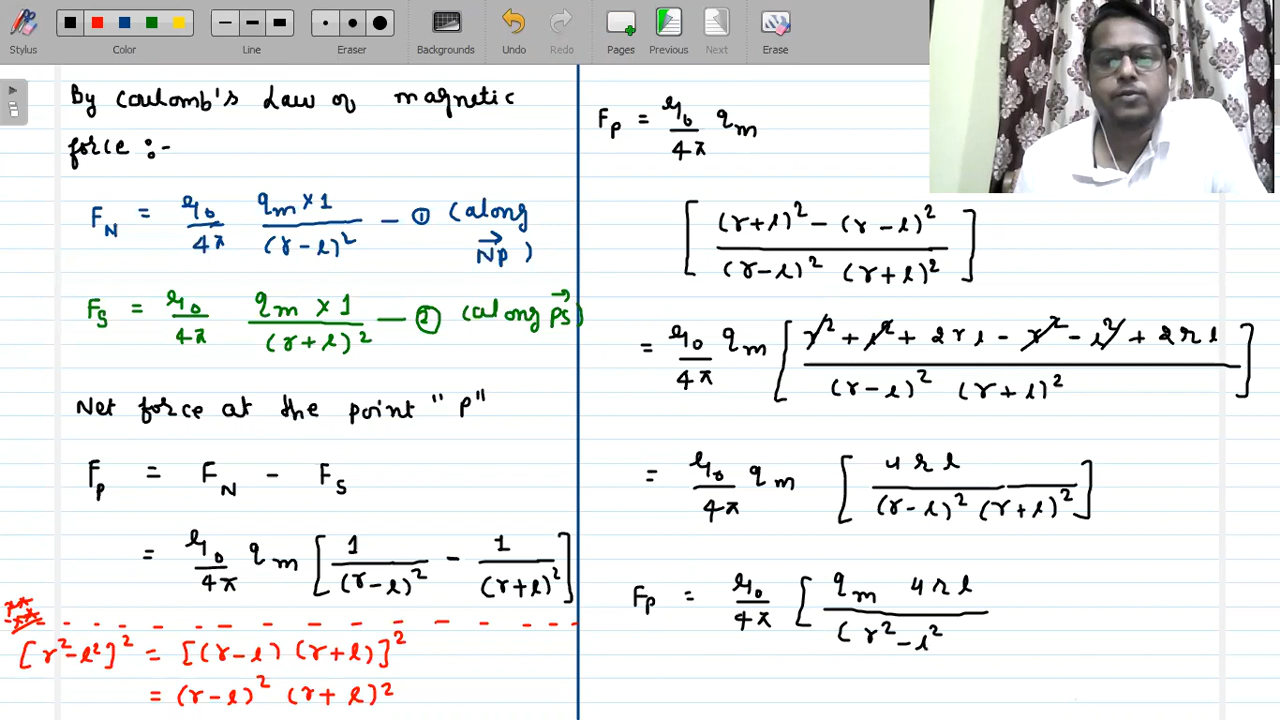 Stylus Color Line Eraser Backgrounds Undo Redo Pages Previous Next Erase
By Coulomb's Law of magnetic
force :-
F_N = μ₀/4π q_m × 1/(r-l)² — ① (along NP→)
F_S = μ₀/4π q_m × 1/(r+l)² — ② (along PS→)
Net force at the point "P"
F_p = F_N - F_S
= μ₀/4π q_m [1/(r-l)² - 1/(r+l)²]
[r²-l²]² = [(r-l) (r+l)]²
= (r-l)² (r+l)²
F_p = μ₀/4π q_m
[(r+l)² - (r-l)²/(r-l)² (r+l)²]
= μ₀/4π q_m [r² + l² + 2rl - r² - l² + 2rl/(r-l)² (r+l)²]
= μ₀/4π q_m [4rl/(r-l)² (r+l)²]
F_p = μ₀/4π [q_m 4rl/(r²-l²